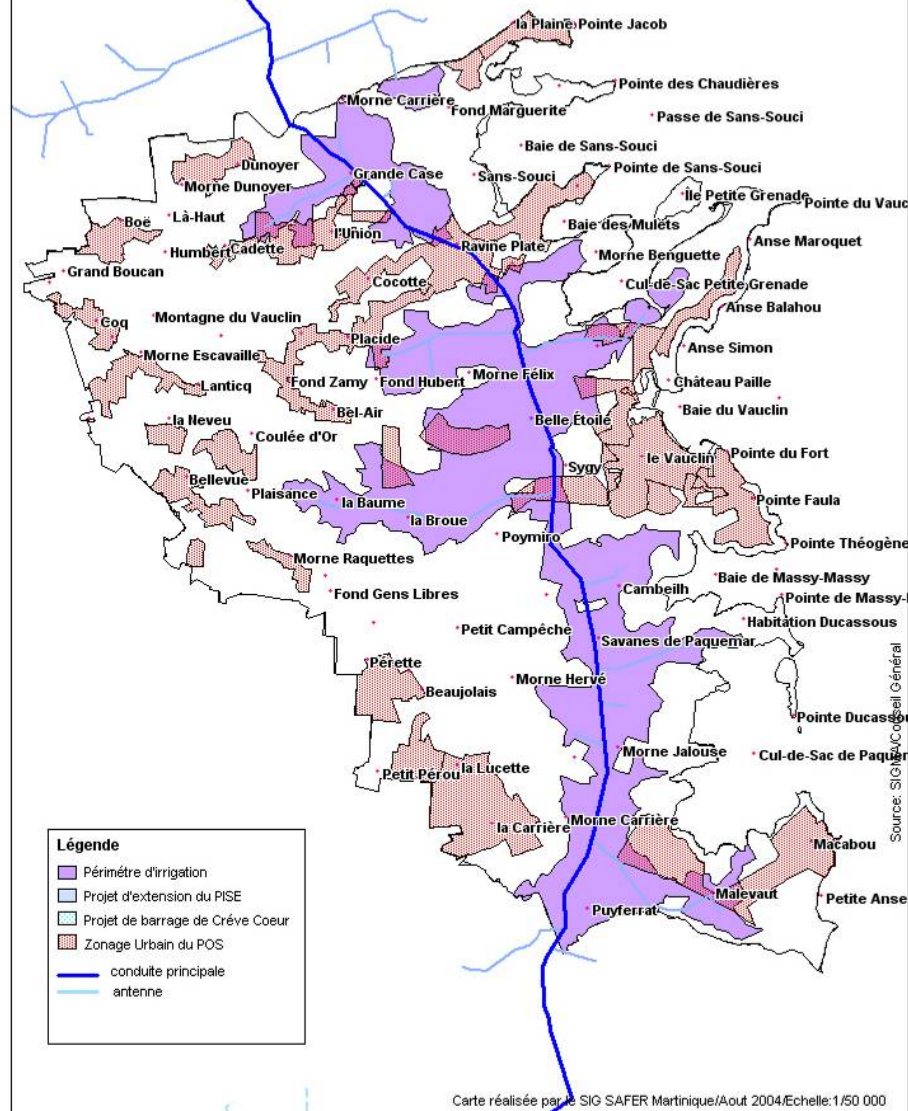 la Plaine Pointe Jacob
Pointe des Chaudières
Morne Carrière
Fond Marguerite
Passe de Sans-Souci
Baie de Sans-Souci
Dunoyer
Pointe de Sans-Souci
Grande Case
Sans-Souci
Morne Dunoyer
Île Petite Grenade
Pointe du Vauc
Boë
Là-Haut
Baie des Mulets
l'Union
Anse Maroquet
Humbert
Cadette
Ravine Plate
Morne Benguette
Grand Boucan
Cocotte
Cul-de-Sac Petite Grenade
Anse Balahou
Coq
Montagne du Vauclin
Placide
Anse Simon
Morne Escavaille
Lanticq
Fond Zamy
Fond Hubert
Morne Félix
Château Paille
Bel-Air
Baie du Vauclin
la Neveu
Belle Étoile
Coulée d'Or
le Vauclin
Pointe du Fort
Sygy
Bellevue
Plaisance
la Baume
Pointe Faula
la Broue
Poymiro
Pointe Théogène
Morne Raquettes
Baie de Massy-Massy
Fond Gens Libres
Cambeilh
Pointe de Massy-
Habitation Ducassous
Petit Campêche
Savanes de Paquemar
Pérette
Morne Hervé
Beaujolais
Pointe Ducassou
Morne Jalouse
Cul-de-Sac de Paquem
Petit Pérou
la Lucette
la Carrière
Morne Carrière
Macabou
Malevaut
Petite Anse
Puyferrat
Source: SIGMA/Conseil Général
Légende
Périmétre d'irrigation
Projet d'extension du PISE
Projet de barrage de Créve Coeur
Zonage Urbain du POS
conduite principale
antenne
Carte réalisée par le SIG SAFER Martinique/Aout 2004/Echelle:1/50 000